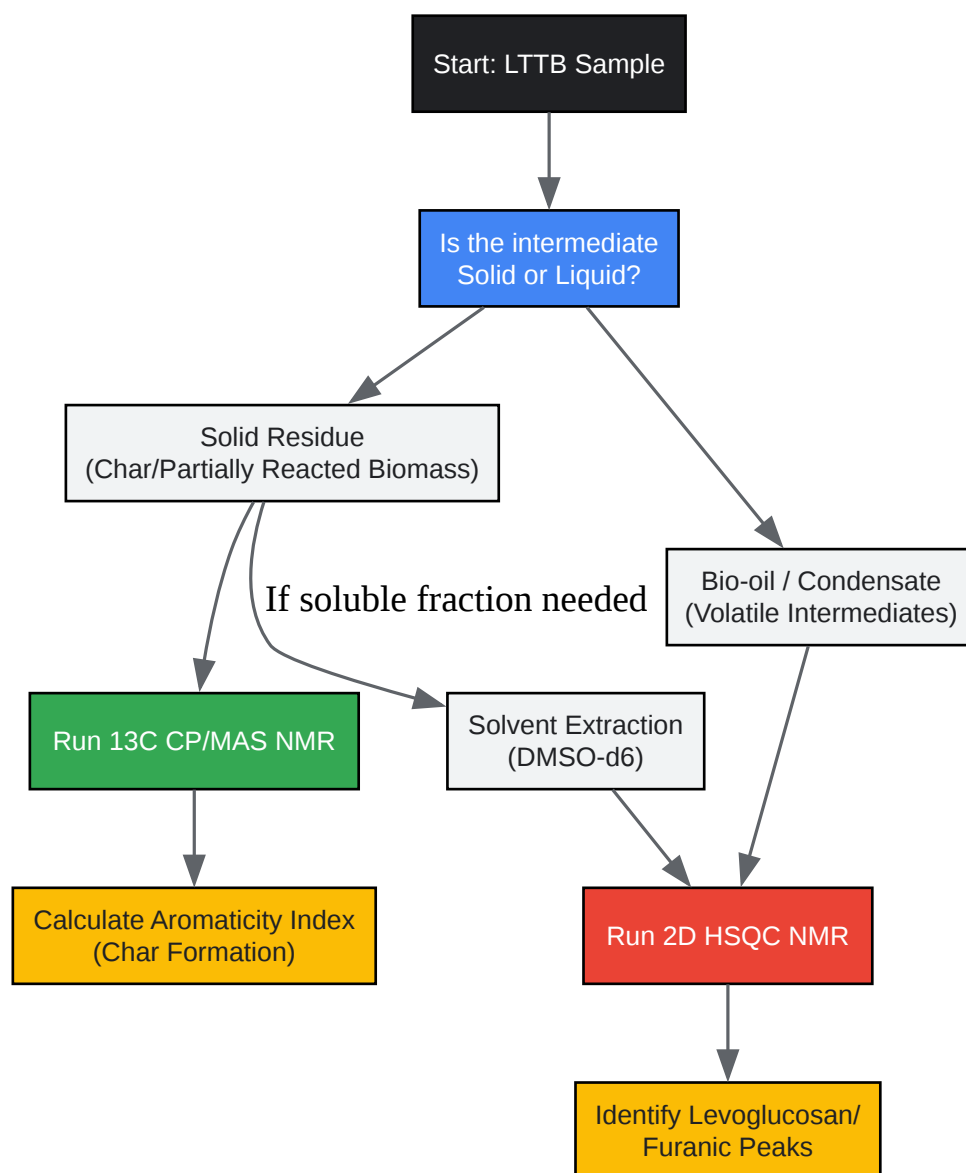 Start: LTTB Sample
Is the intermediate
Solid or Liquid?
Solid Residue
(Char/Partially Reacted Biomass)
If soluble fraction needed
Bio-oil / Condensate
(Volatile Intermediates)
Run 13C CP/MAS NMR
Solvent Extraction
(DMSO-d6)
Calculate Aromaticity Index
(Char Formation)
Run 2D HSQC NMR
Identify Levoglucosan/
Furanic Peaks